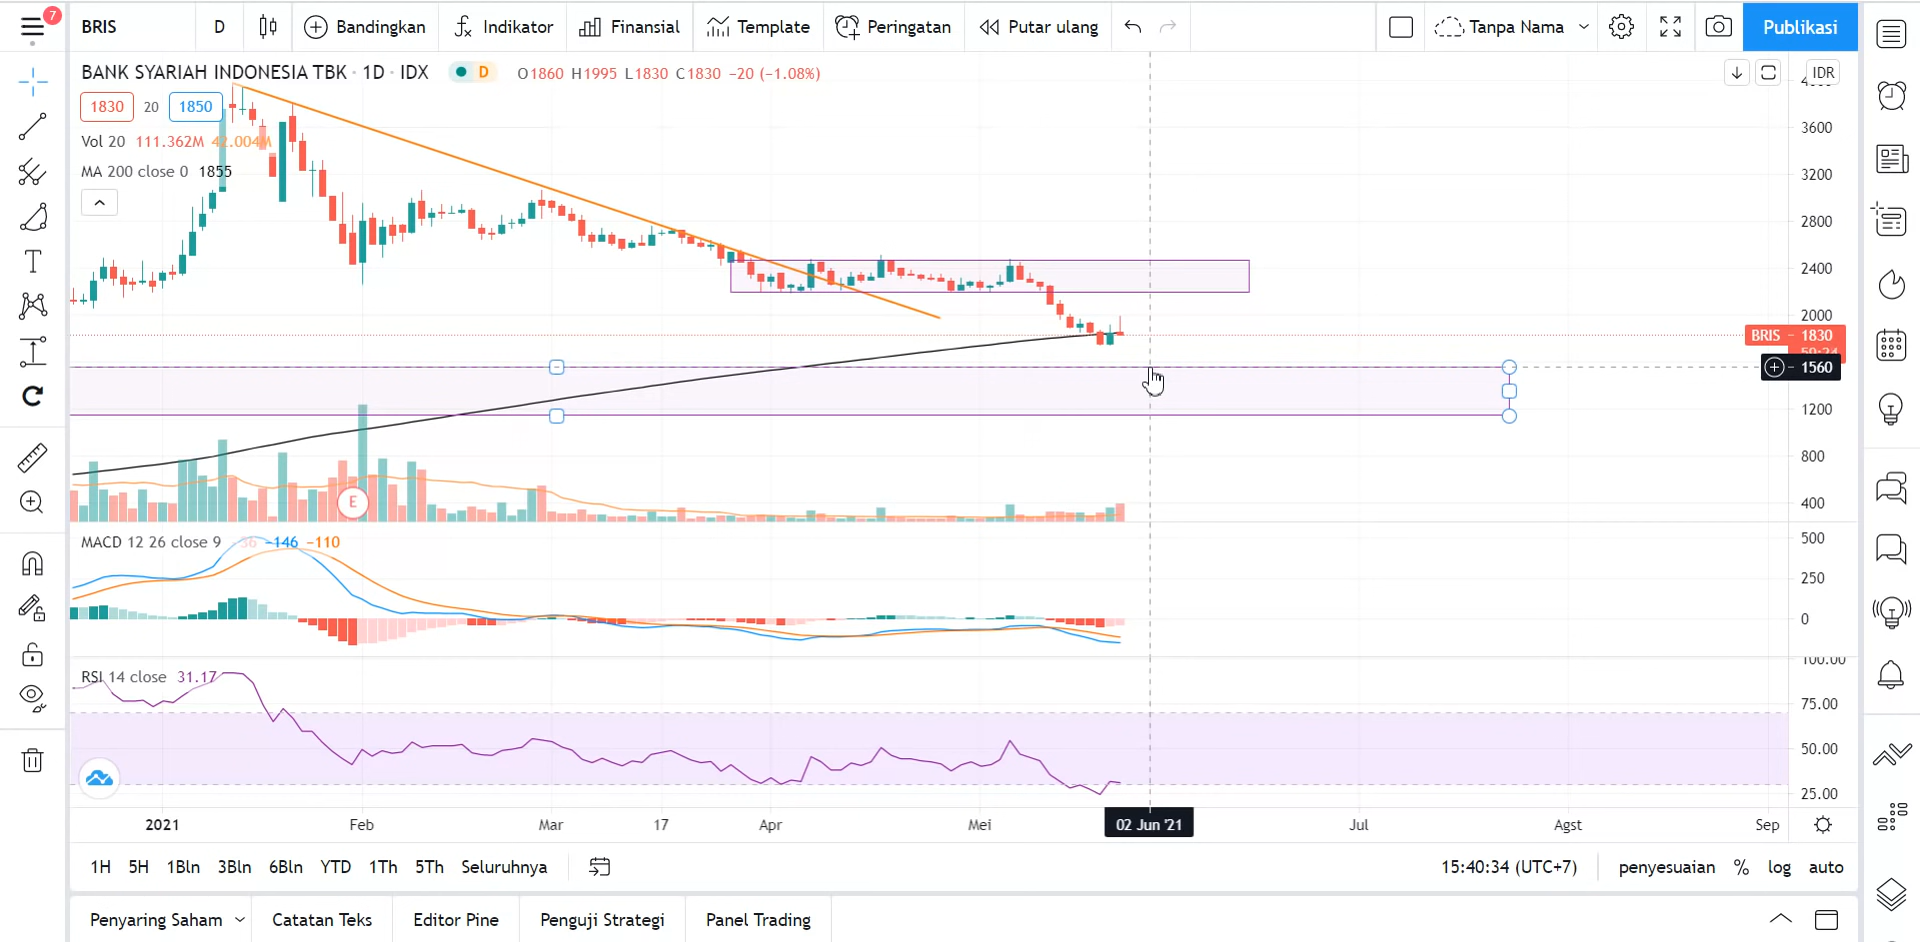 7
BRIS
D
Bandingkan
Indikator
Finansial
Template
Peringatan
Putar ulang
Tanpa Nama
Publikasi
BANK SYARIAH INDONESIA TBK · 1D · IDX
D
O1860 H1995 L1830 C1830 −20 (−1.08%)
IDR
1830 20 1850
Vol 20 111.362M 42.004M
MA 200 close 0 1855
3600
3200
2800
2400
2000
BRIS 1830
1560
1200
800
400
E
MACD 12 26 close 9 −146 −110
500
250
0
RSI 14 close 31.17
100.00
75.00
50.00
25.00
2021 Feb Mar 17 Apr Mei 02 Jun '21 Jul Agst Sep
1H 5H 1Bln 3Bln 6Bln YTD 1Th 5Th Seluruhnya
15:40:34 (UTC+7) penyesuaian % log auto
Penyaring Saham Catatan Teks Editor Pine Penguji Strategi Panel Trading